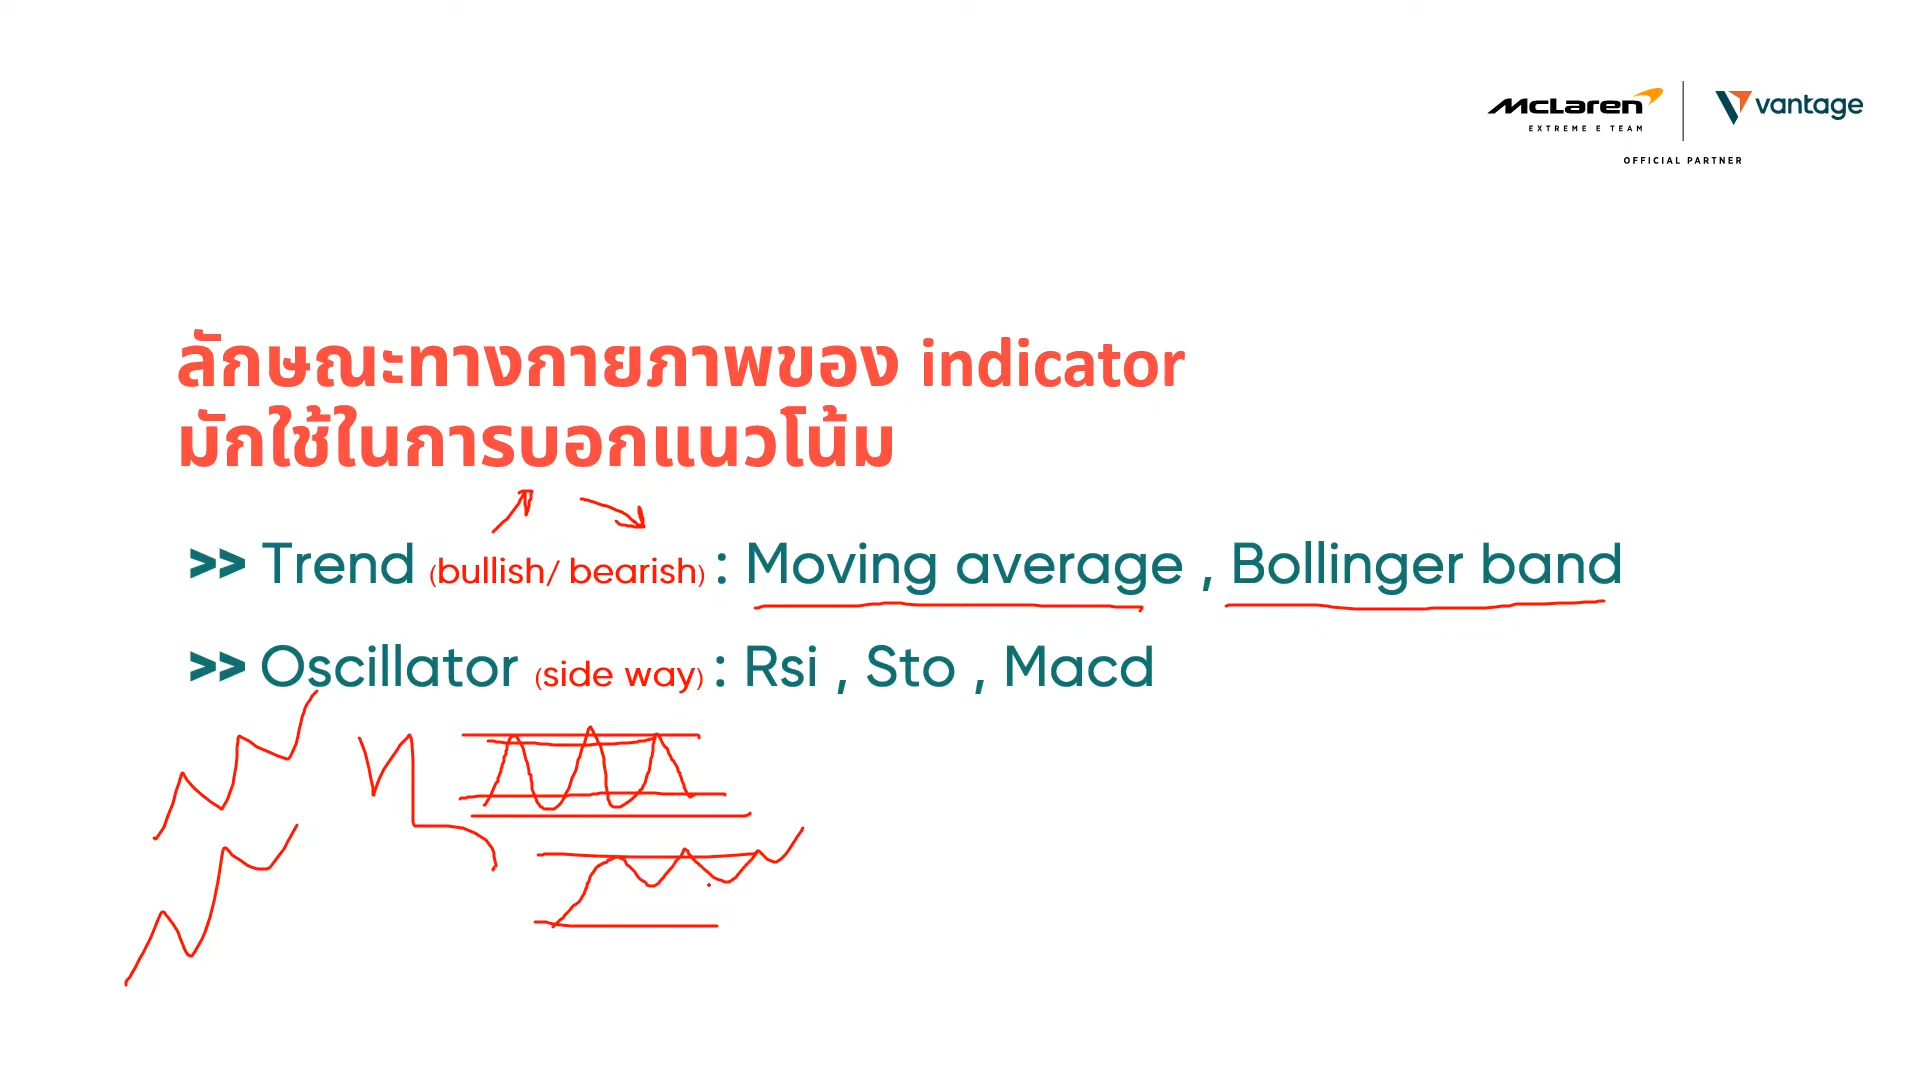 McLaren
EXTREME E TEAM
vantage
OFFICIAL PARTNER
ลักษณะทางกายภาพของ indicator
มักใช้ในการบอกแนวโน้ม
>> Trend (bullish/ bearish) : Moving average , Bollinger band
>> Oscillator (side way) : Rsi , Sto , Macd